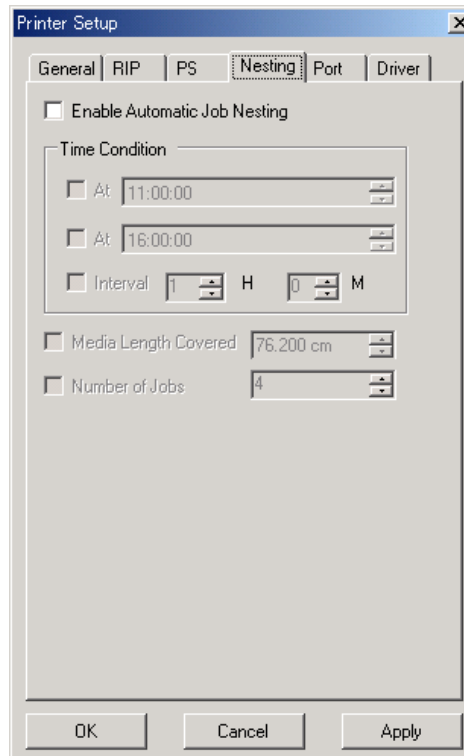 Printer Setup
General RIP PS Nesting Port Driver
Enable Automatic Job Nesting
Time Condition
At 11:00:00
At 16:00:00
Interval 1 H 0 M
Media Length Covered 76.200 cm
Number of Jobs 4
OK Cancel Apply